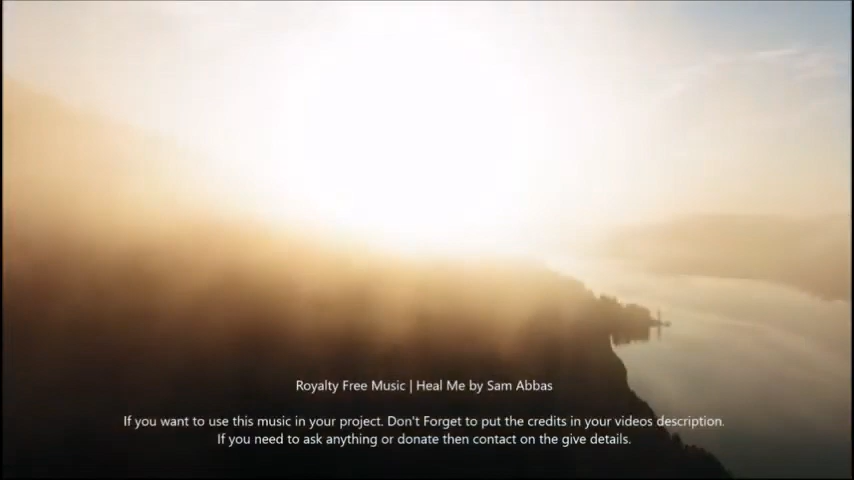 Royalty Free Music | Heal Me by Sam Abbas
If you want to use this music in your project. Don't Forget to put the credits in your videos description.
If you need to ask anything or donate then contact on the give details.